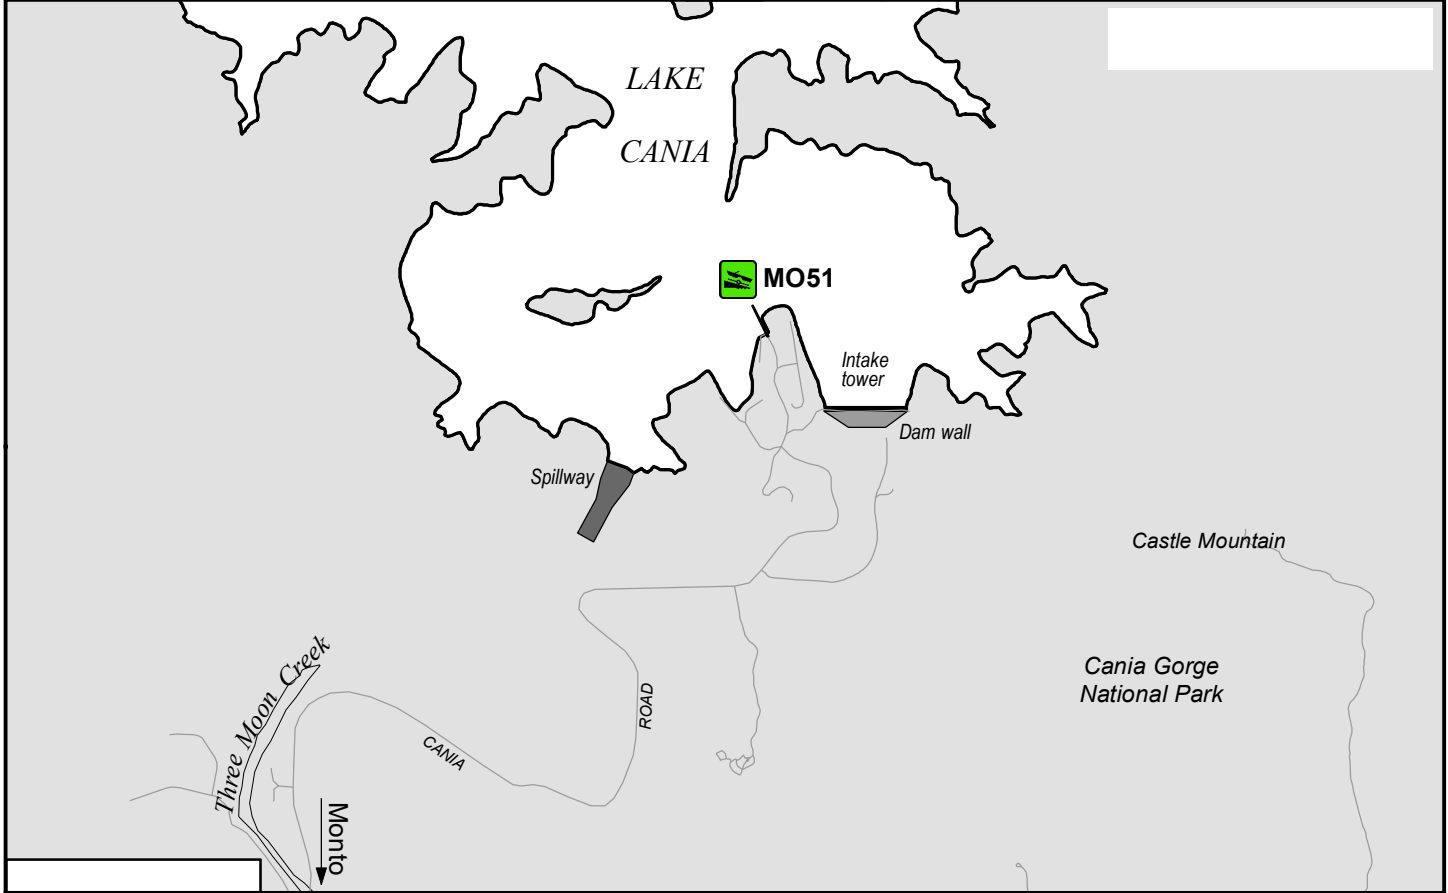 LAKE
CANIA
MO51
Intake
tower
Dam wall
Spillway
Castle Mountain
Cania Gorge
National Park
Three Moon Creek
CANIA
ROAD
Monto